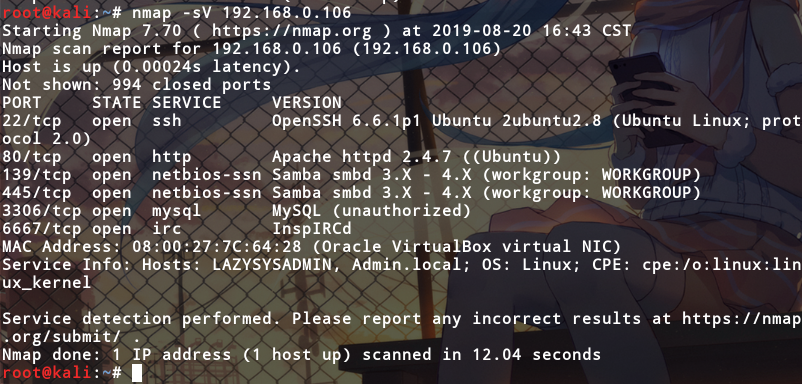 root@kali:~# nmap -sV 192.168.0.106
Starting Nmap 7.70 ( https://nmap.org ) at 2019-08-20 16:43 CST
Nmap scan report for 192.168.0.106 (192.168.0.106)
Host is up (0.00024s latency).
Not shown: 994 closed ports
PORT     STATE SERVICE     VERSION
22/tcp   open  ssh         OpenSSH 6.6.1p1 Ubuntu 2ubuntu2.8 (Ubuntu Linux; prot
ocol 2.0)
80/tcp   open  http        Apache httpd 2.4.7 ((Ubuntu))
139/tcp  open  netbios-ssn Samba smbd 3.X - 4.X (workgroup: WORKGROUP)
445/tcp  open  netbios-ssn Samba smbd 3.X - 4.X (workgroup: WORKGROUP)
3306/tcp open  mysql       MySQL (unauthorized)
6667/tcp open  irc         InspIRCd
MAC Address: 08:00:27:7C:64:28 (Oracle VirtualBox virtual NIC)
Service Info: Hosts: LAZYSYSADMIN, Admin.local; OS: Linux; CPE: cpe:/o:linux:lin
ux_kernel
Service detection performed. Please report any incorrect results at https://nmap
.org/submit/ .
Nmap done: 1 IP address (1 host up) scanned in 12.04 seconds
root@kali:~#